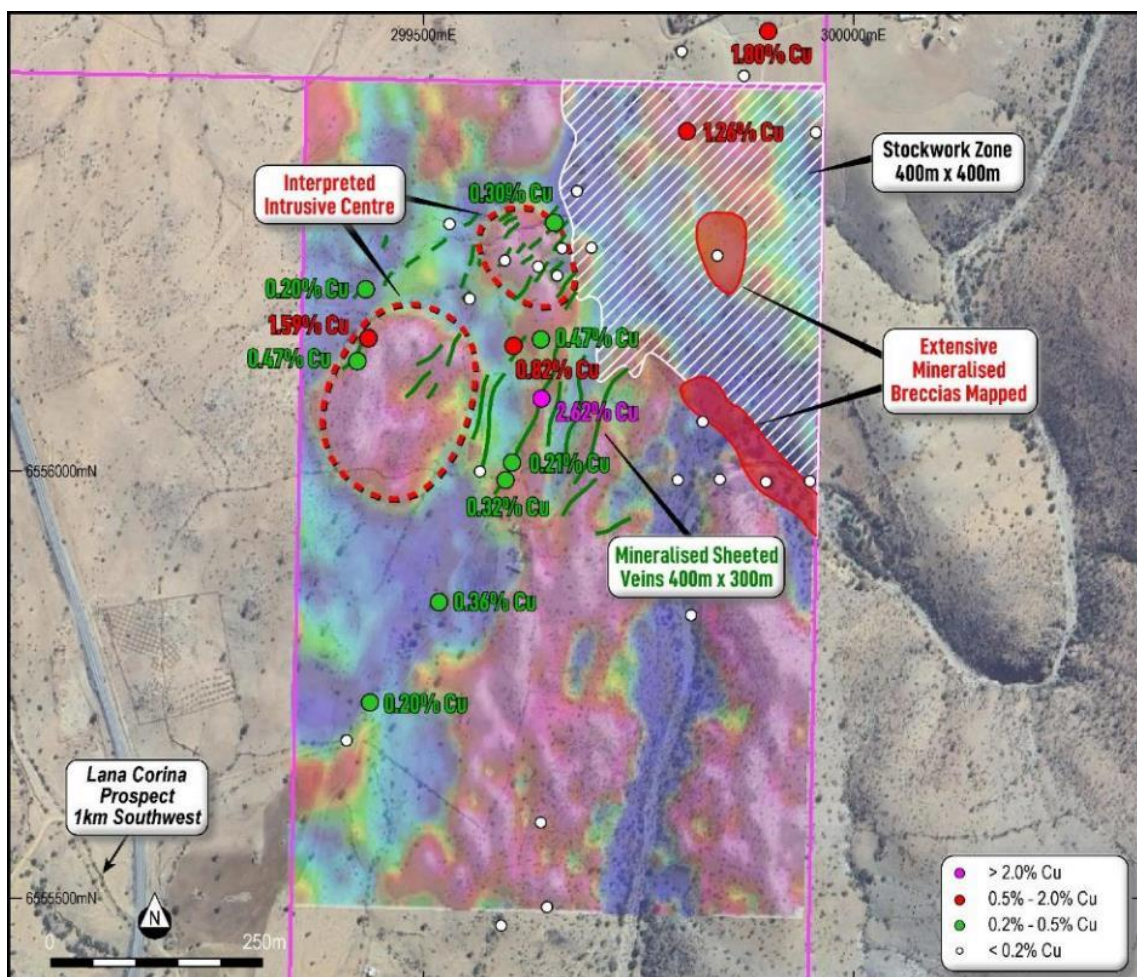 299500mE
300000mE
1.80% Cu
1.26% Cu
Stockwork Zone
400m x 400m
Interpreted
Intrusive Centre
0.30% Cu
0.20% Cu
1.59% Cu
0.47% Cu
0.47% Cu
0.82% Cu
Extensive
Mineralised
Breccias Mapped
2.62% Cu
6556000mN
0.21% Cu
0.32% Cu
Mineralised Sheeted
Veins 400m x 300m
0.36% Cu
0.20% Cu
Lana Corina
Prospect
1km Southwest
6555500mN
N
0 250m
> 2.0% Cu
0.5% - 2.0% Cu
0.2% - 0.5% Cu
< 0.2% Cu